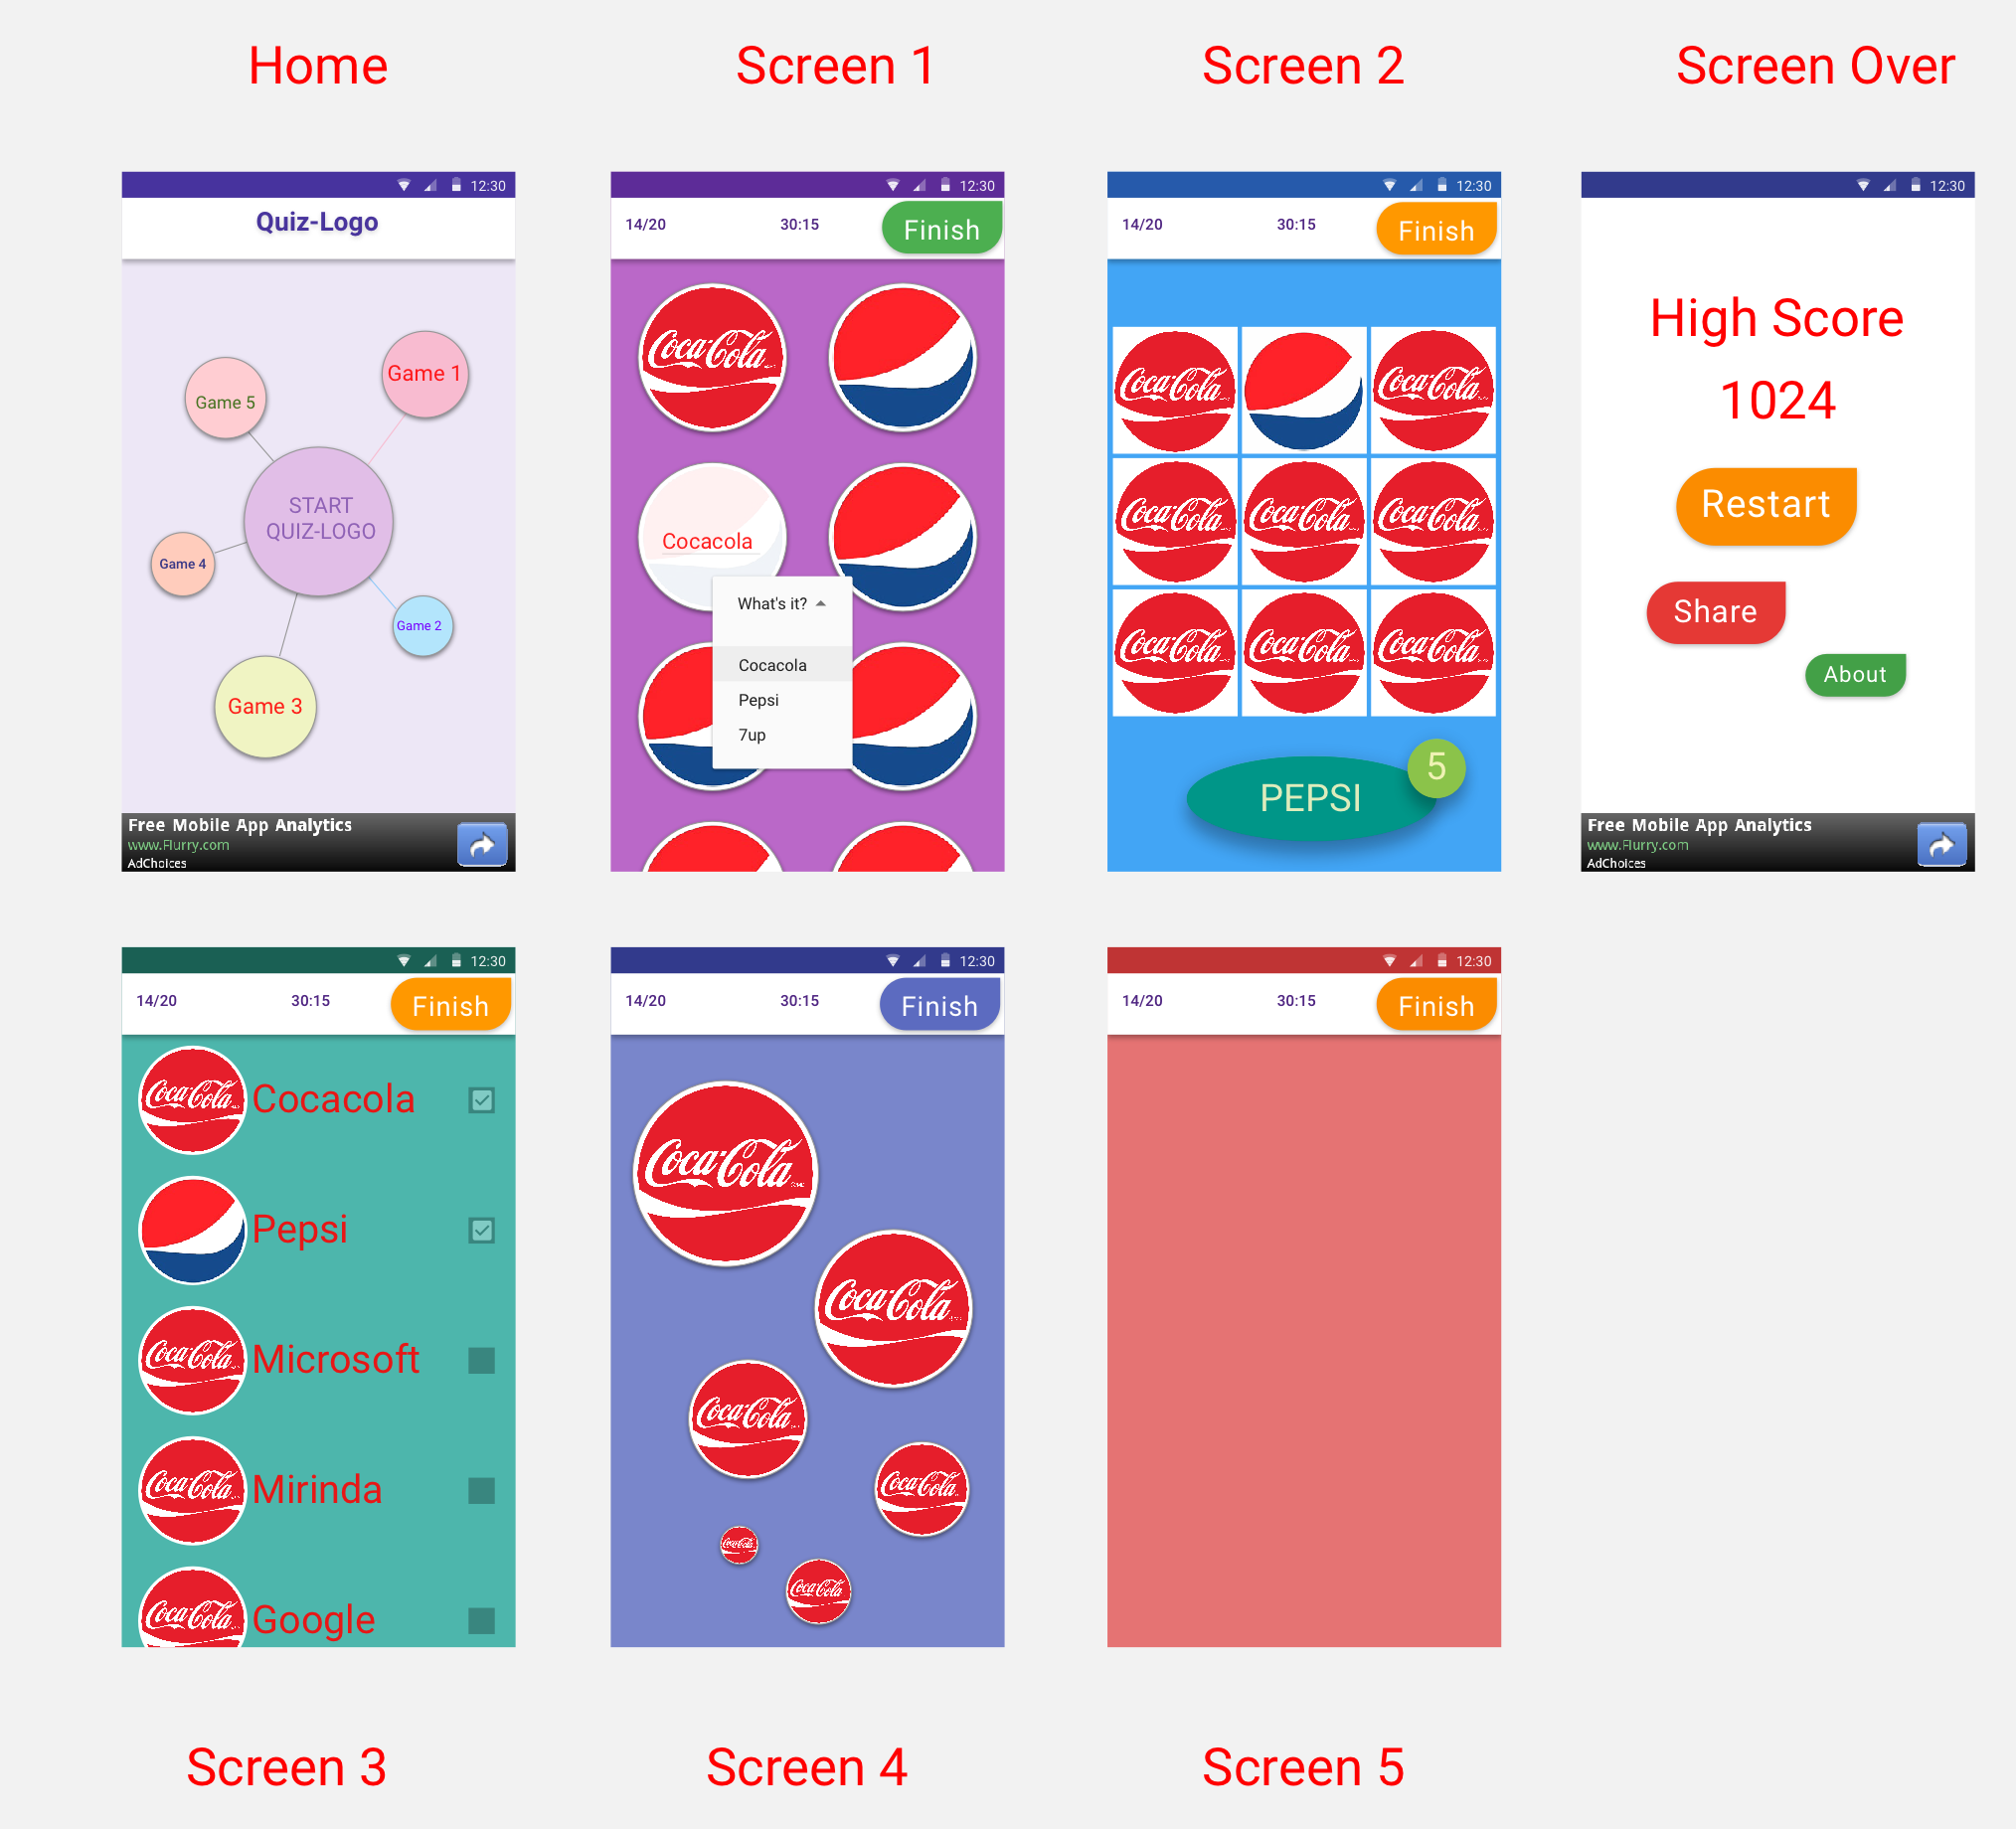 Home
Screen 1
Screen 2
Screen Over
12:30
Quiz-Logo
Game 5
Game 1
START
QUIZ-LOGO
Game 4
Game 2
Game 3
Free Mobile App Analytics
www.Flurry.com
AdChoices
12:30
14/20 30:15 Finish
Coca-Cola
Cocacola
What's it?
Cocacola
Pepsi
7up
12:30
14/20 30:15 Finish
Coca-Cola Coca-Cola
Coca-Cola Coca-Cola Coca-Cola
Coca-Cola Coca-Cola Coca-Cola
PEPSI 5
12:30
High Score
1024
Restart
Share
About
Free Mobile App Analytics
www.Flurry.com
AdChoices
12:30
14/20 30:15 Finish
Coca-Cola Cocacola
Pepsi
Coca-Cola Microsoft
Coca-Cola Mirinda
Coca-Cola Google
12:30
14/20 30:15 Finish
Coca-Cola
Coca-Cola
Coca-Cola
Coca-Cola
Coca-Cola
Coca-Cola
12:30
14/20 30:15 Finish
Screen 3
Screen 4
Screen 5